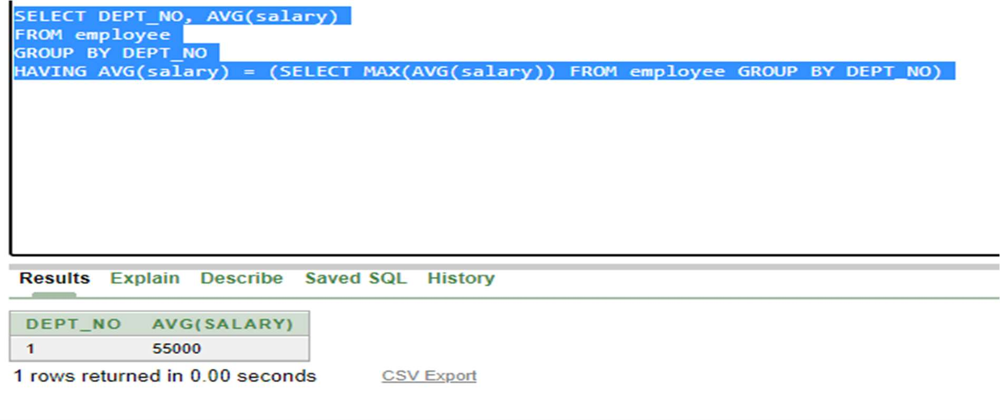 SELECT DEPT_NO, AVG(salary)
FROM employee
GROUP BY DEPT_NO
HAVING AVG(salary) = (SELECT MAX(AVG(salary)) FROM employee GROUP BY DEPT_NO)
Results Explain Describe Saved SQL History
DEPT_NO AVG(SALARY)
1 55000
1 rows returned in 0.00 seconds CSV Export